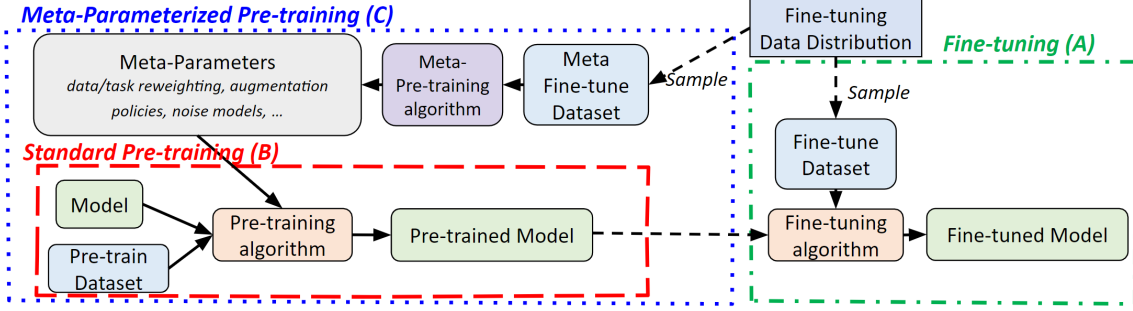 Meta-Parameterized Pre-training (C)
Fine-tuning
Data Distribution
Fine-tuning (A)
Meta-Parameters
data/task reweighting, augmentation
policies, noise models, ...
Meta-
Pre-training
algorithm
Meta
Fine-tune
Dataset
Sample
Sample
Fine-tune
Dataset
Standard Pre-training (B)
Model
Pre-train
Dataset
Pre-training
algorithm
Pre-trained Model
Fine-tuning
algorithm
Fine-tuned Model